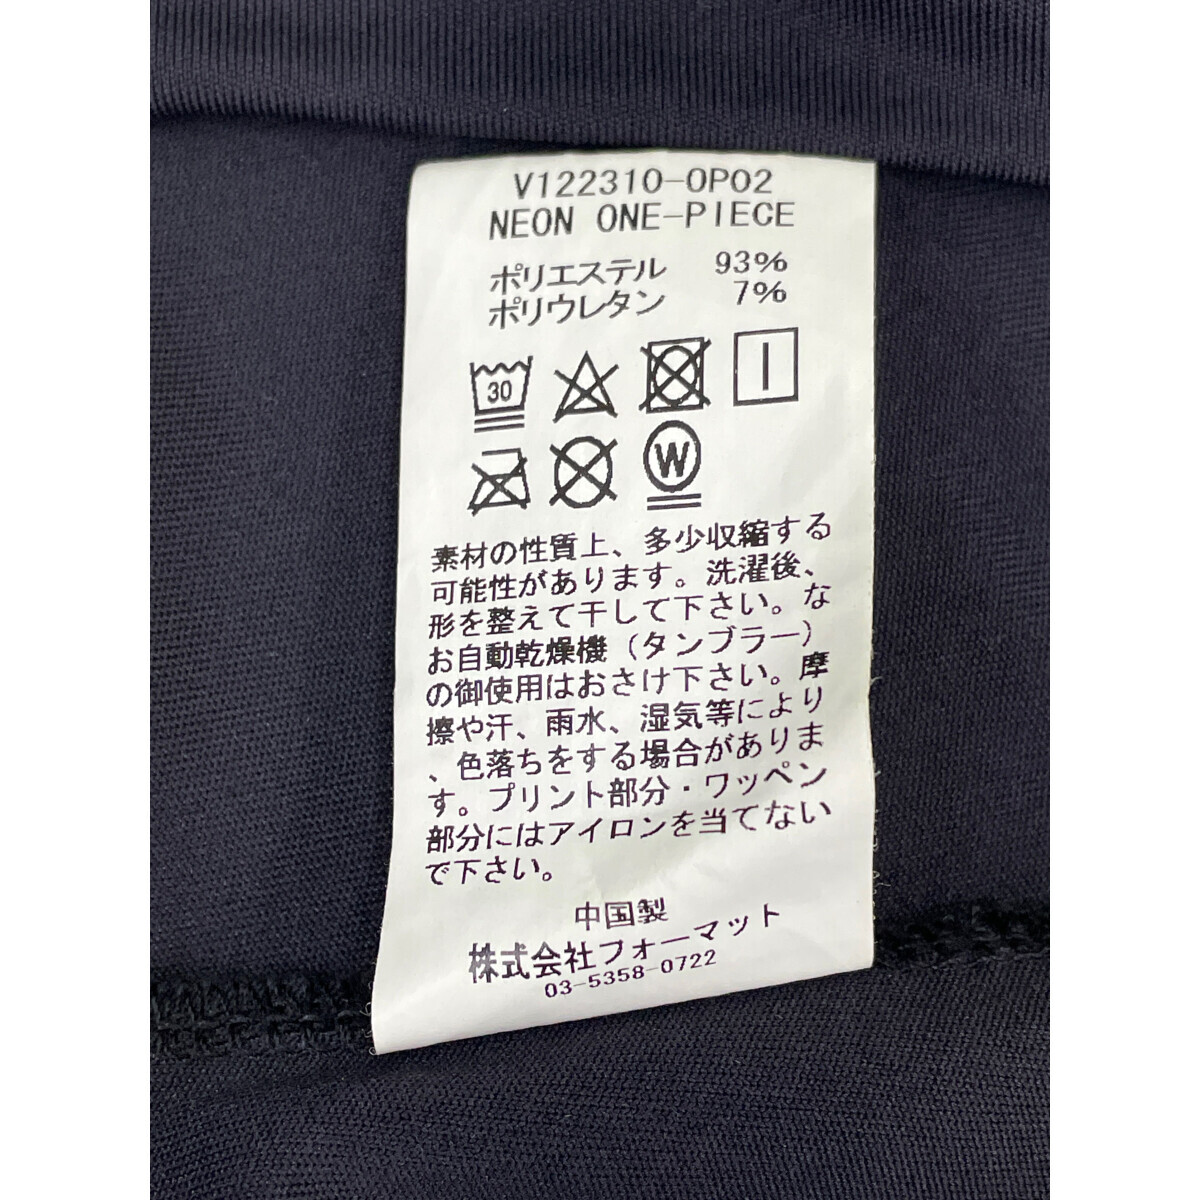 V122310-OP02
NEON ONE-PIECE
ポリエステル 93%
ポリウレタン 7%
30
W
素材の性質上、多少収縮する
可能性があります。洗濯後、
形を整えて干して下さい。な
お自動乾燥機(タンブラー)
の御使用はおさけ下さい。摩
擦や汗、雨水、湿気等により
、色落ちをする場合がありま
す。プリント部分・ワッペン
部分にはアイロンを当てない
で下さい。
中国製
株式会社フォーマット
03-5358-0722